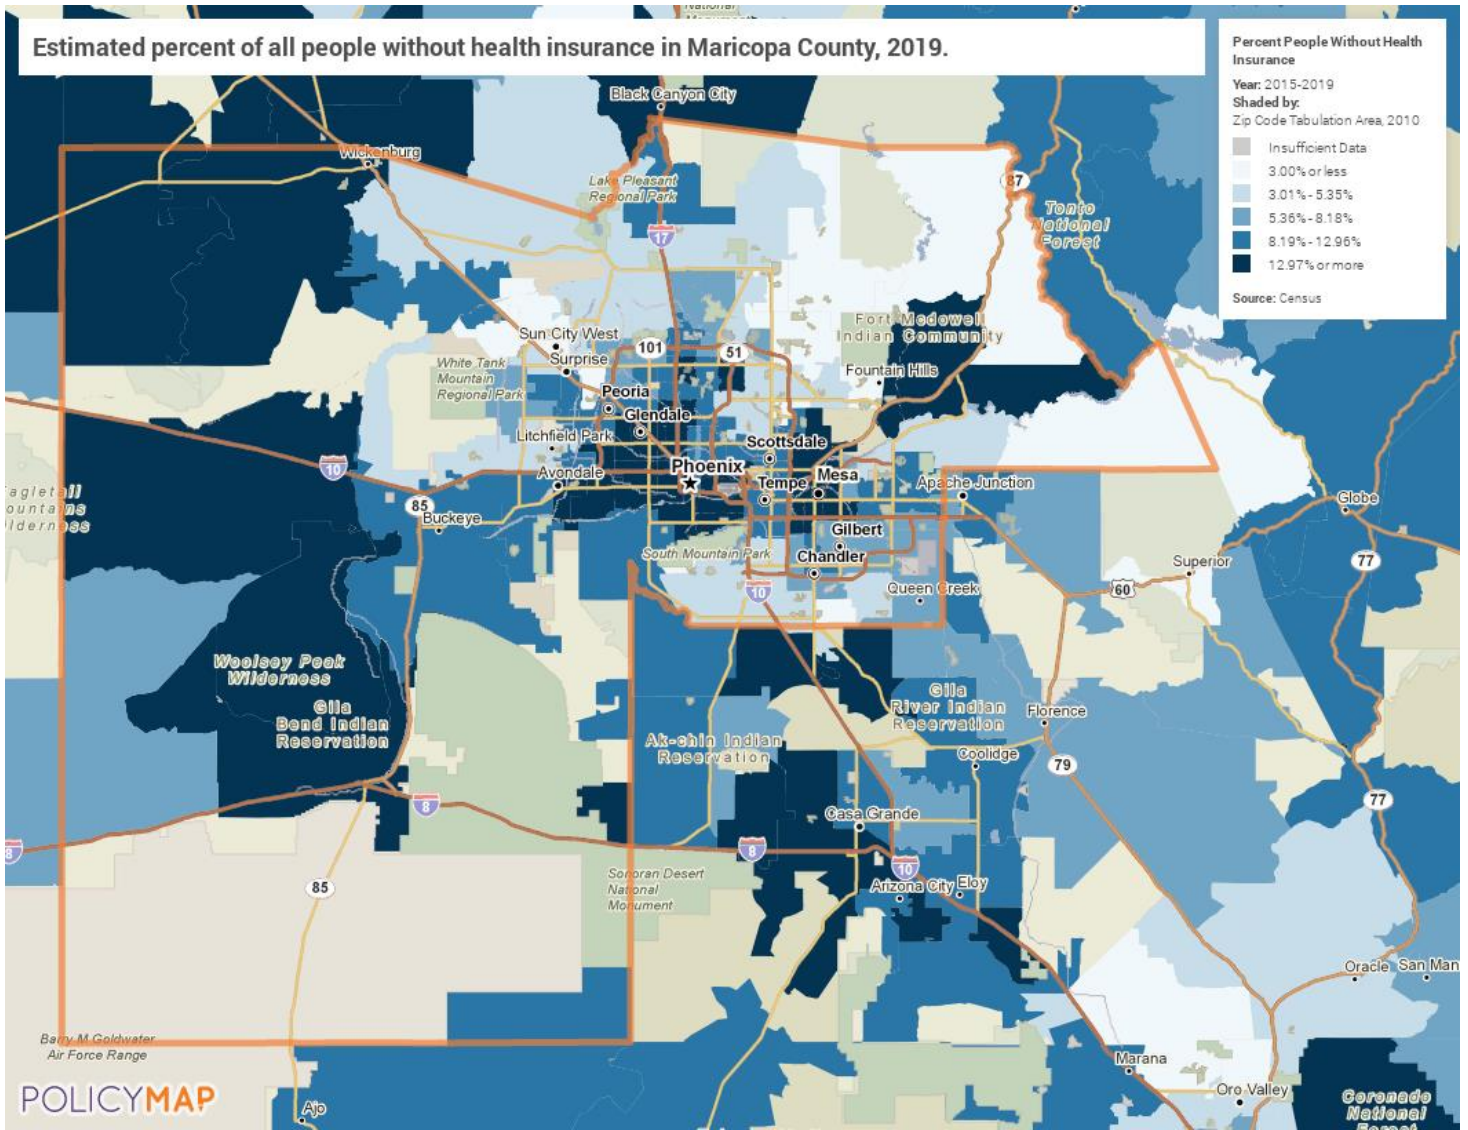 Estimated percent of all people without health insurance in Maricopa County, 2019.
Percent People Without Health
Insurance
Year: 2015-2019
Shaded by:
Zip Code Tabulation Area, 2010
Insufficient Data
3.00% or less
3.01% - 5.35%
5.36% - 8.18%
8.19% - 12.96%
12.97% or more
Source: Census
National
Black Canyon City
Wickenburg
Lake Pleasant
Regional Park
87
Tonto
National
Forest
17
Sun City West
Surprise
101
51
Fort Mcdowell
Indian Community
White Tank
Mountain
Regional Park
Fountain Hills
Peoria
Glendale
Litchfield Park
Scottsdale
10
Avondale
Phoenix
Tempe
Mesa
Apache Junction
Globe
85
Buckeye
Gilbert
South Mountain Park
Chandler
Superior
77
10
Queen Creek
60
Woolsey Peak
Wilderness
Gila
Bend Indian
Reservation
Gila
River Indian
Reservation
Florence
Ak-chin Indian
Reservation
Coolidge
79
77
8
Casa Grande
8
8
10
85
Sonoran Desert
National
Monument
Arizona City
Eloy
Oracle
San Man
Barry M Goldwater
Air Force Range
Marana
Oro Valley
POLICYMAP
Ajo
Coronado
National
Forest